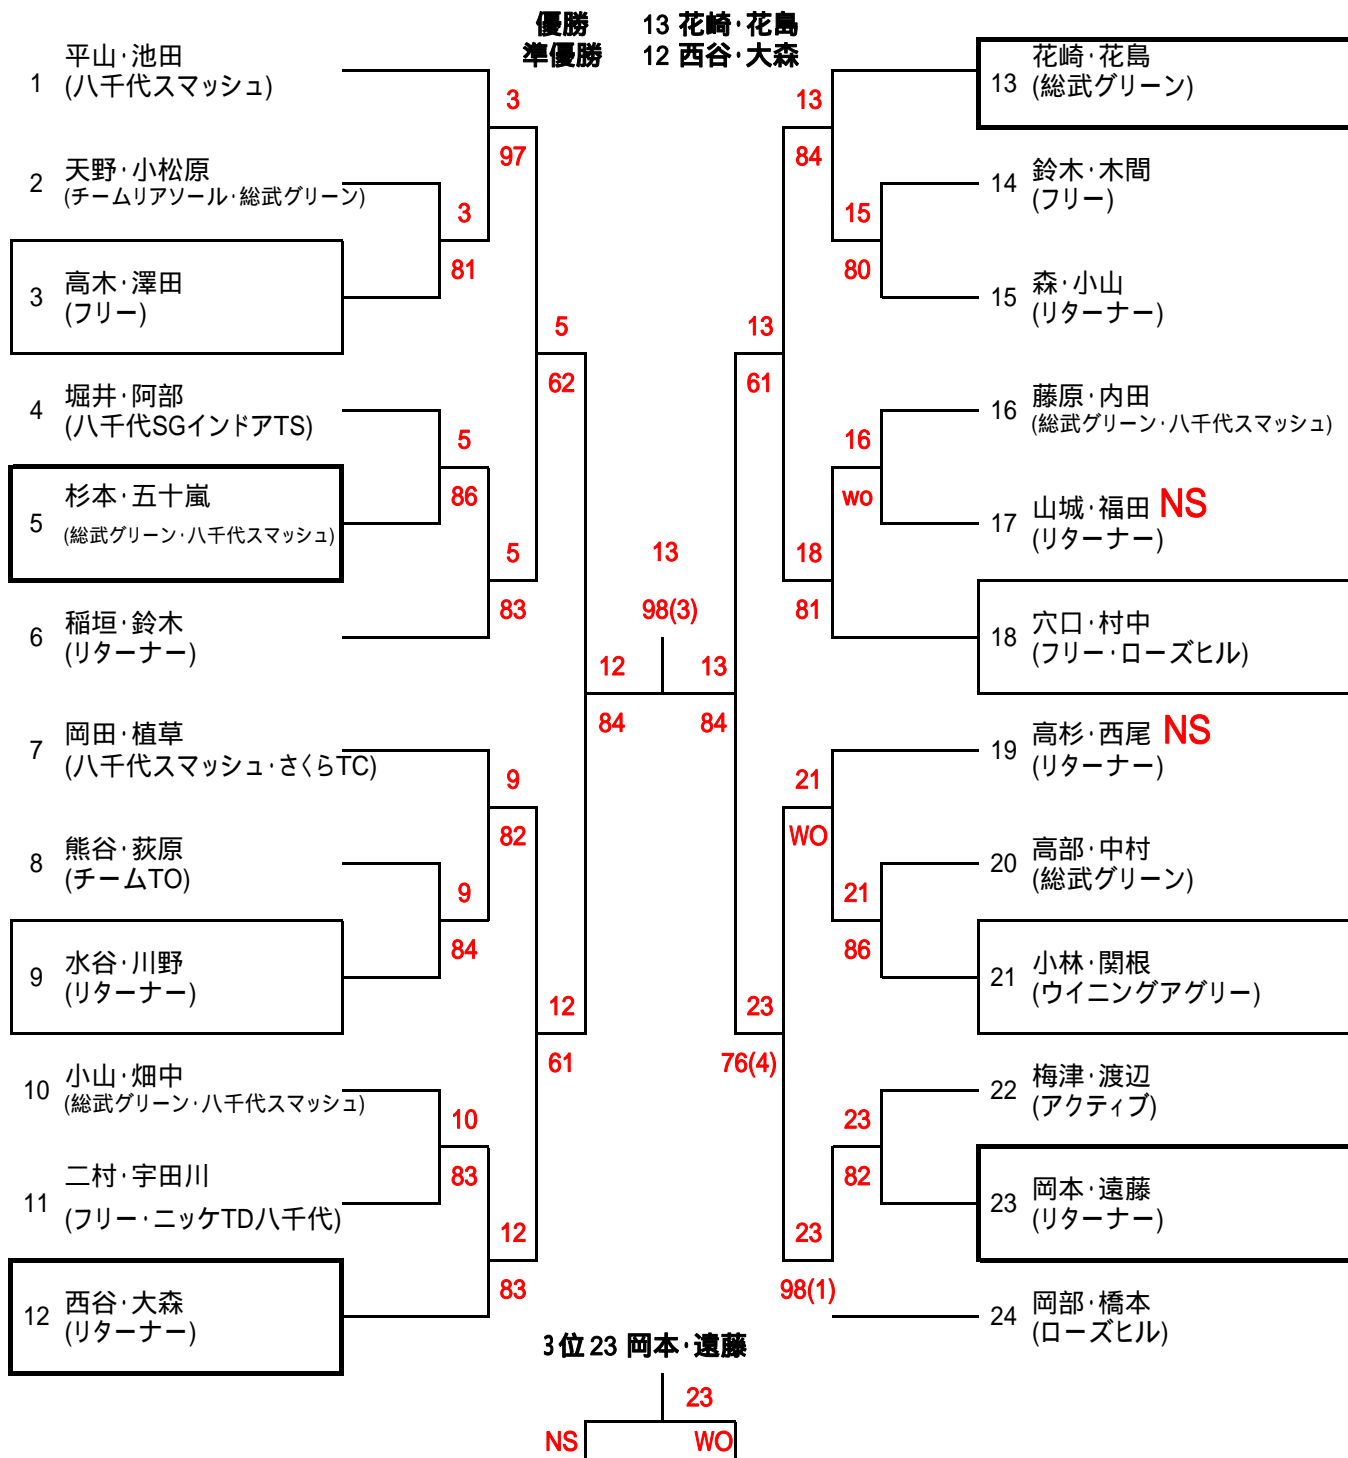 優勝 13 花崎・花島
準優勝 12 西谷・大森
1 平山・池田
(八千代スマッシュ)
2 天野・小松原
(チームリアソール・総武グリーン)
3 高木・澤田
(フリー)
4 堀井・阿部
(八千代SGインドアTS)
5 杉本・五十嵐
(総武グリーン・八千代スマッシュ)
6 稲垣・鈴木
(リターナー)
7 岡田・植草
(八千代スマッシュ・さくらTC)
8 熊谷・荻原
(チームTO)
9 水谷・川野
(リターナー)
10 小山・畑中
(総武グリーン・八千代スマッシュ)
11 二村・宇田川
(フリー・ニッケTD八千代)
12 西谷・大森
(リターナー)
3
97
3
81
5
62
5
86
5
83
12
84
9
82
9
84
12
61
10
83
12
83
13
98(3)
13
84
13
84
15
80
13
61
16
wo
18
81
21
WO
21
86
23
76(4)
23
82
23
98(1)
13 花崎・花島
(総武グリーン)
14 鈴木・木間
(フリー)
15 森・小山
(リターナー)
16 藤原・内田
(総武グリーン・八千代スマッシュ)
17 山城・福田 NS
(リターナー)
18 穴口・村中
(フリー・ローズヒル)
19 高杉・西尾 NS
(リターナー)
20 高部・中村
(総武グリーン)
21 小林・関根
(ウイニングアグリー)
22 梅津・渡辺
(アクティブ)
23 岡本・遠藤
(リターナー)
24 岡部・橋本
(ローズヒル)
3位 23 岡本・遠藤
23
NS WO